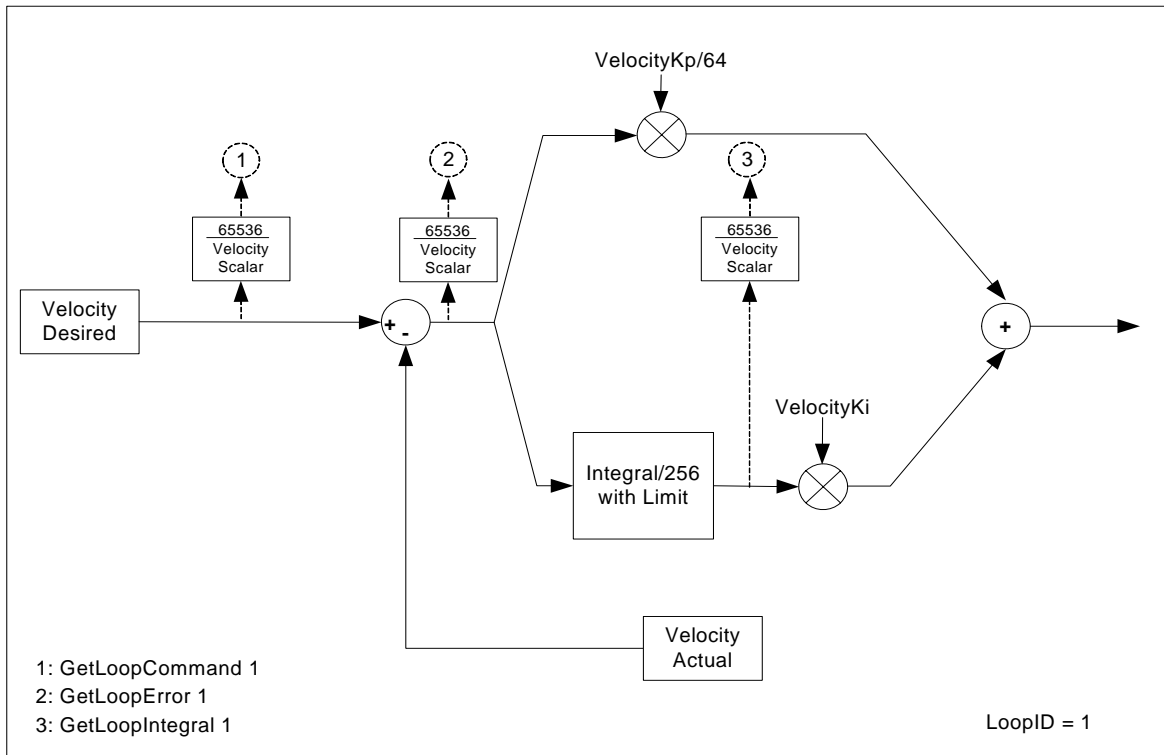 VelocityKp/64
1
2
3
65536
Velocity
Scalar
65536
Velocity
Scalar
65536
Velocity
Scalar
Velocity
Desired
+
-
+
VelocityKi
Integral/256
with Limit
Velocity
Actual
1: GetLoopCommand 1
2: GetLoopError 1
3: GetLoopIntegral 1
LoopID = 1